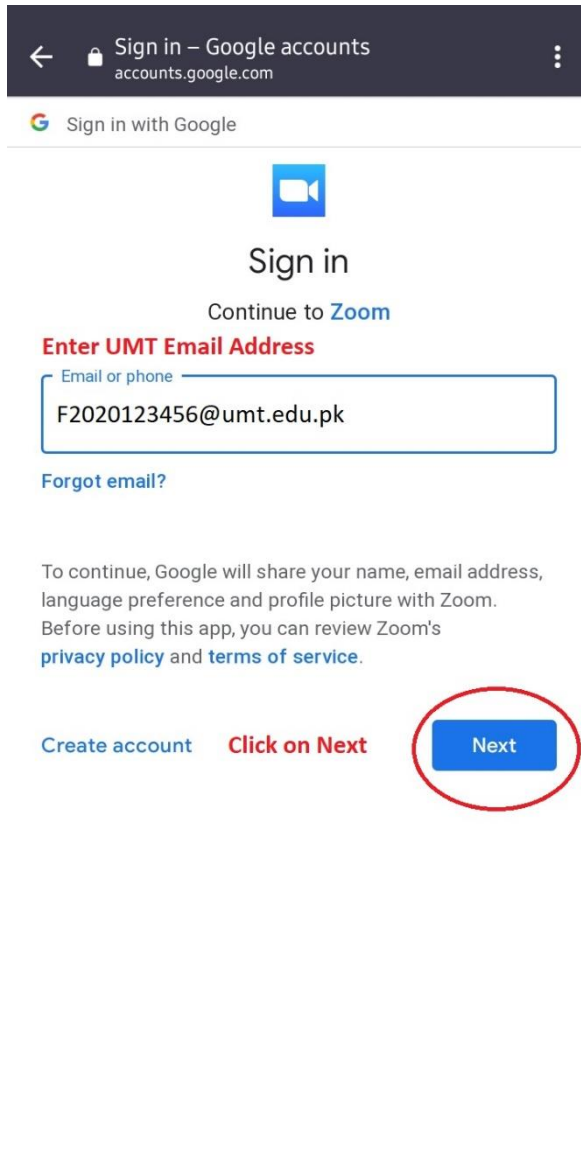 Sign in – Google accounts
accounts.google.com
Sign in with Google
Sign in
Continue to Zoom
Enter UMT Email Address
Email or phone
F2020123456@umt.edu.pk
Forgot email?
To continue, Google will share your name, email address,
language preference and profile picture with Zoom.
Before using this app, you can review Zoom's
privacy policy and terms of service.
Create account Click on Next Next